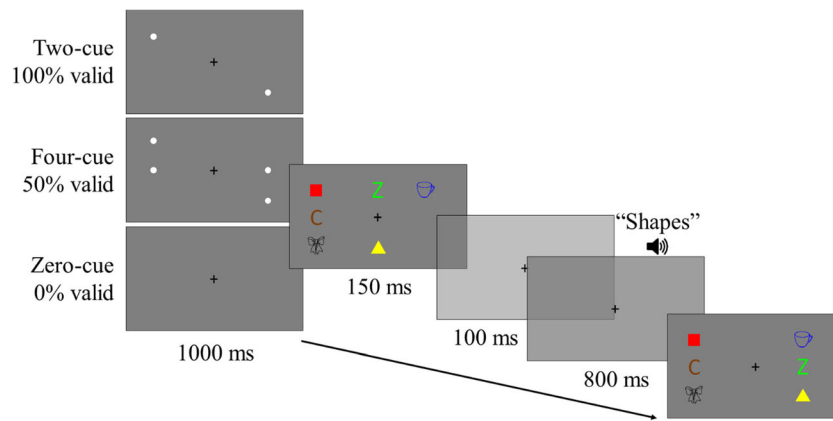 Two-cue
100% valid
Four-cue
50% valid
Zero-cue
0% valid
1000 ms
Z
C
150 ms
100 ms
“Shapes”
800 ms
C
Z